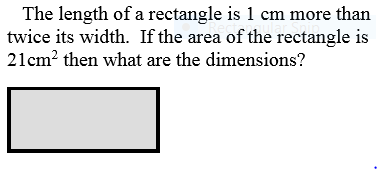 The length of a rectangle is 1 cm more than
twice its width.  If the area of the rectangle is
21cm² then what are the dimensions?